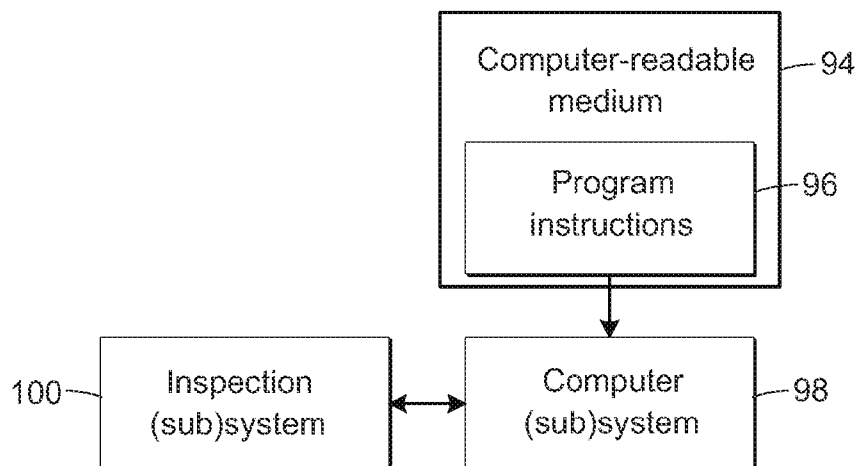 Computer-readable
medium
94
Program
instructions
96
100
Inspection
(sub)system
Computer
(sub)system
98